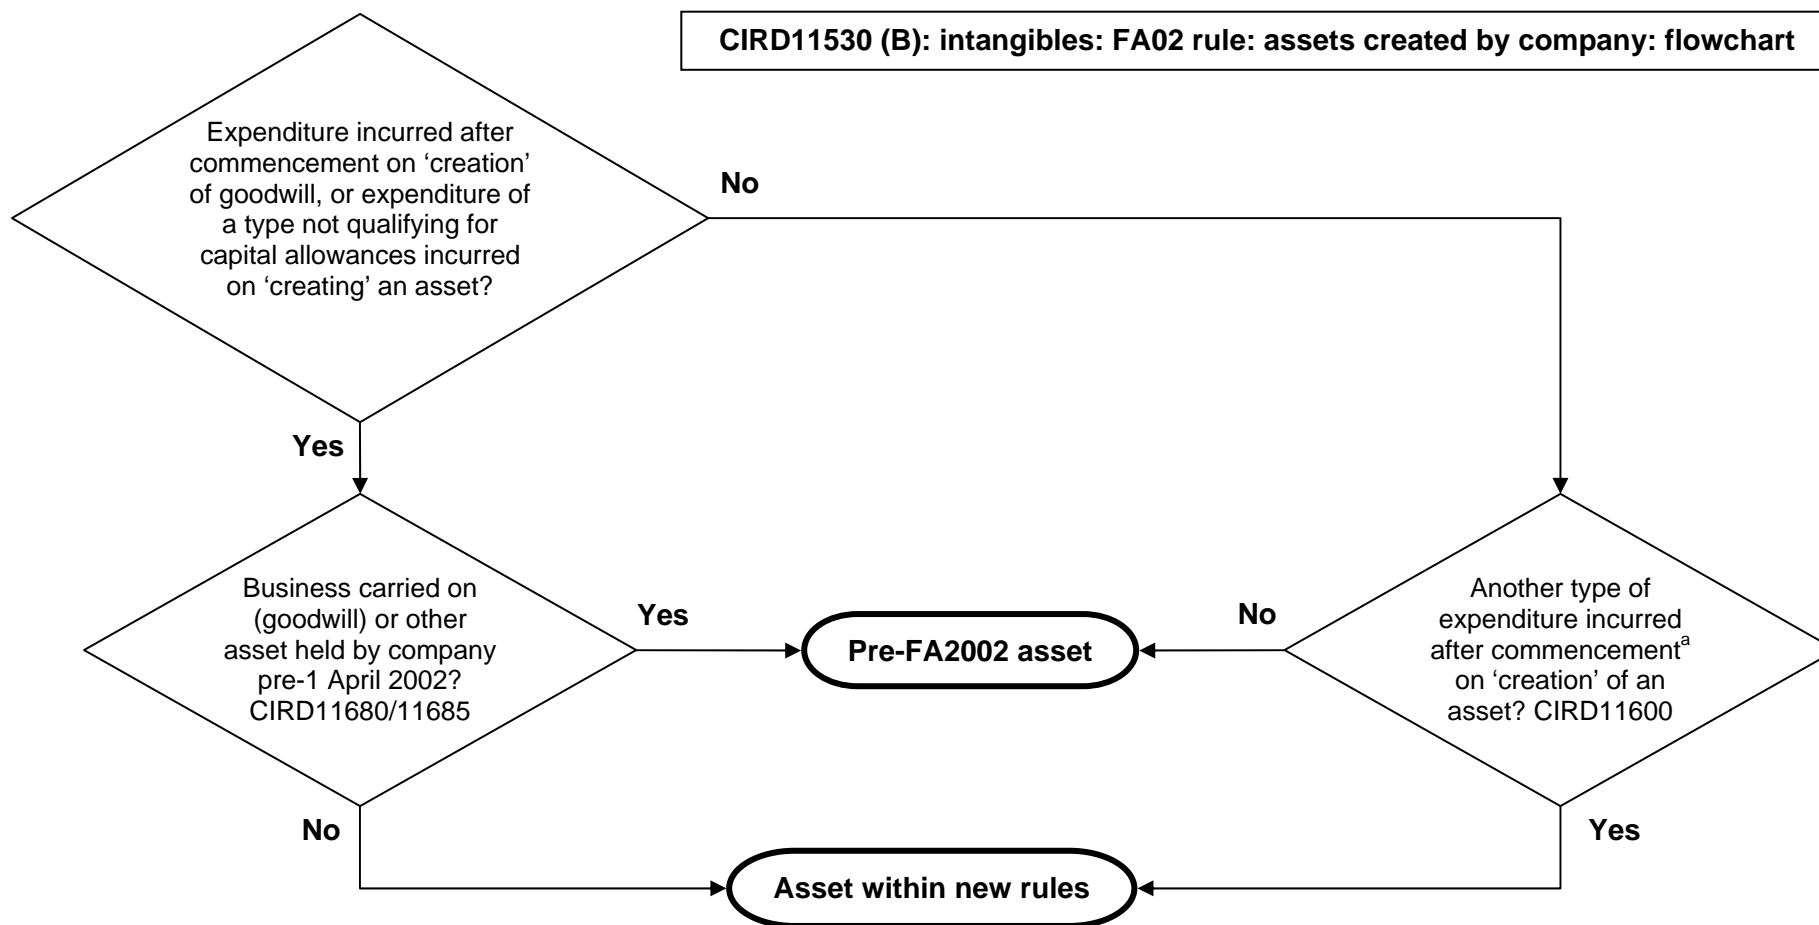 CIRD11530 (B): intangibles: FA02 rule: assets created by company: flowchart
Expenditure incurred after
commencement on ‘creation’
of goodwill, or expenditure of
a type not qualifying for
capital allowances incurred
on ‘creating’ an asset?
No
Yes
Business carried on
(goodwill) or other
asset held by company
pre-1 April 2002?
CIRD11680/11685
Yes
Pre-FA2002 asset
No
Another type of
expenditure incurred
after commencementᵃ
on ‘creation’ of an
asset? CIRD11600
No
Yes
Asset within new rules